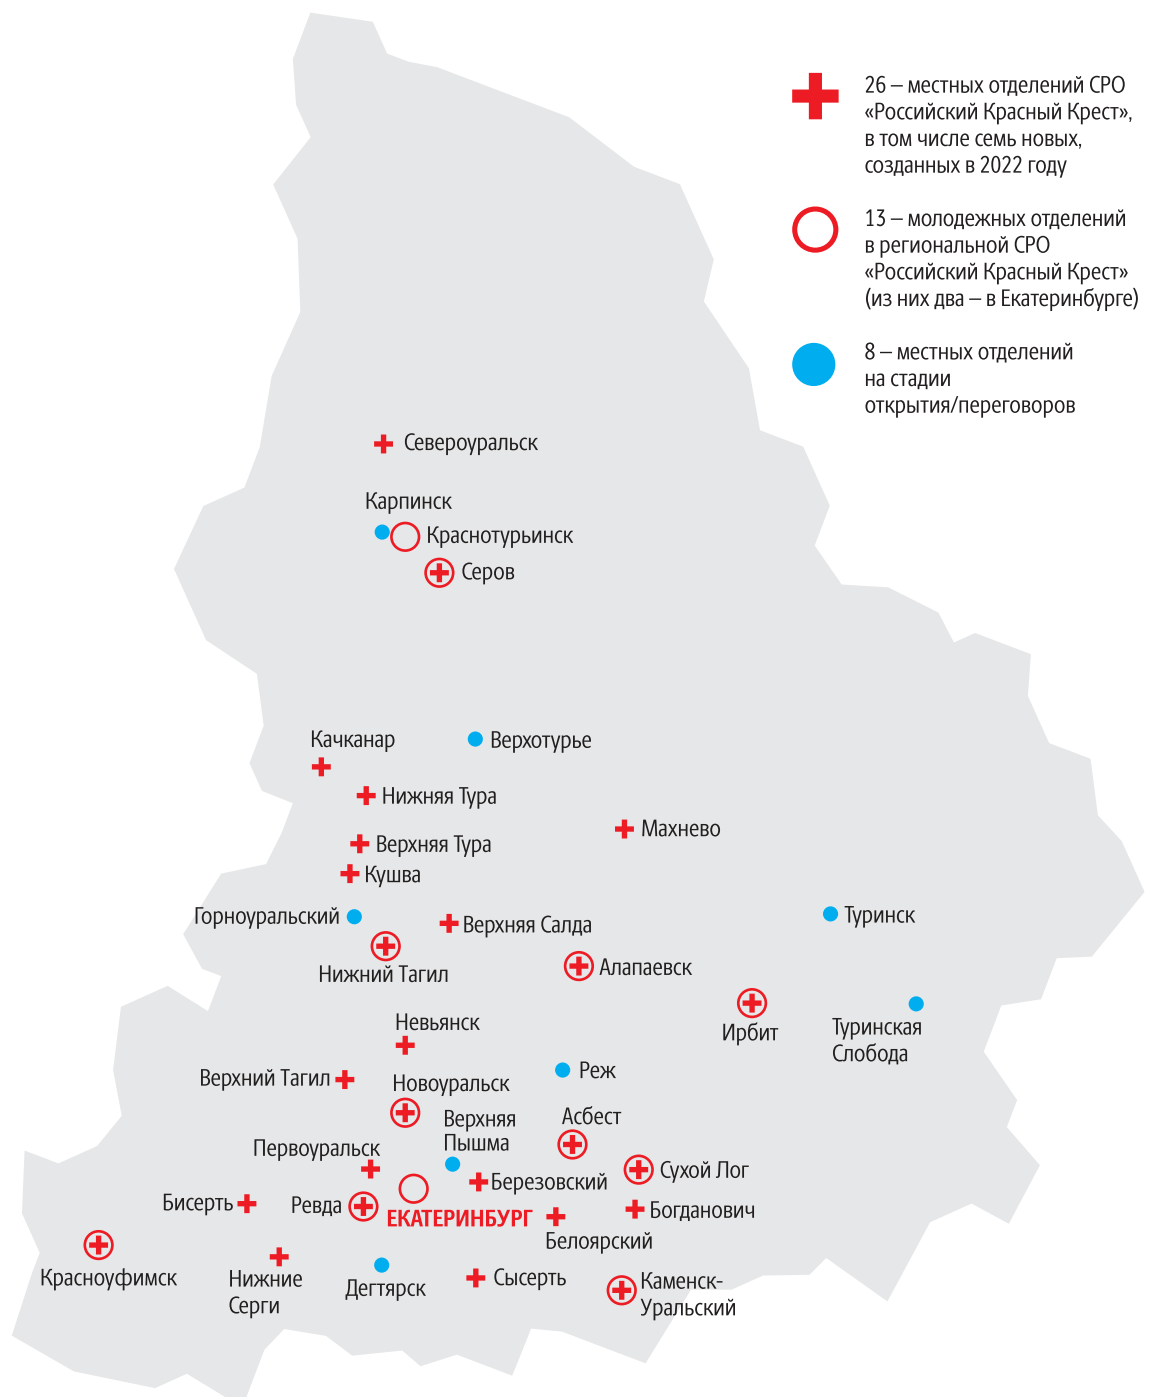 26 – местных отделений СРО
«Российский Красный Крест»,
в том числе семь новых,
созданных в 2022 году
13 – молодежных отделений
в региональной СРО
«Российский Красный Крест»
(из них два – в Екатеринбурге)
8 – местных отделений
на стадии
открытия/переговоров
Североуральск
Карпинск
Краснотурьинск
Серов
Качканар
Верхотурье
Нижняя Тура
Махнево
Верхняя Тура
Кушва
Горноуральский
Верхняя Салда
Туринск
Нижний Тагил
Алапаевск
Ирбит
Туринская
Слобода
Невьянск
Верхний Тагил
Реж
Новоуральск
Верхняя
Пышма
Асбест
Первоуральск
Сухой Лог
Березовский
Бисерть
Ревда
ЕКАТЕРИНБУРГ
Богданович
Белоярский
Красноуфимск
Нижние
Серги
Дегтярск
Сысерть
Каменск-
Уральский